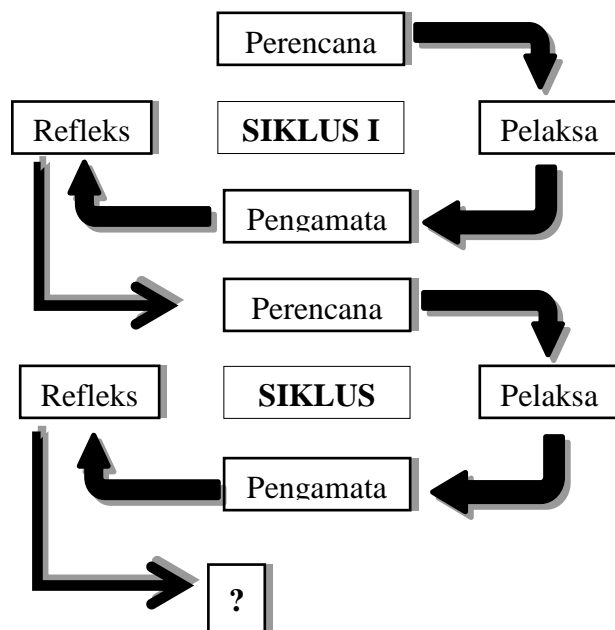 Perencana
Refleks
SIKLUS I
Pelaksa
Pengamata
Perencana
Refleks
SIKLUS
Pelaksa
Pengamata
?